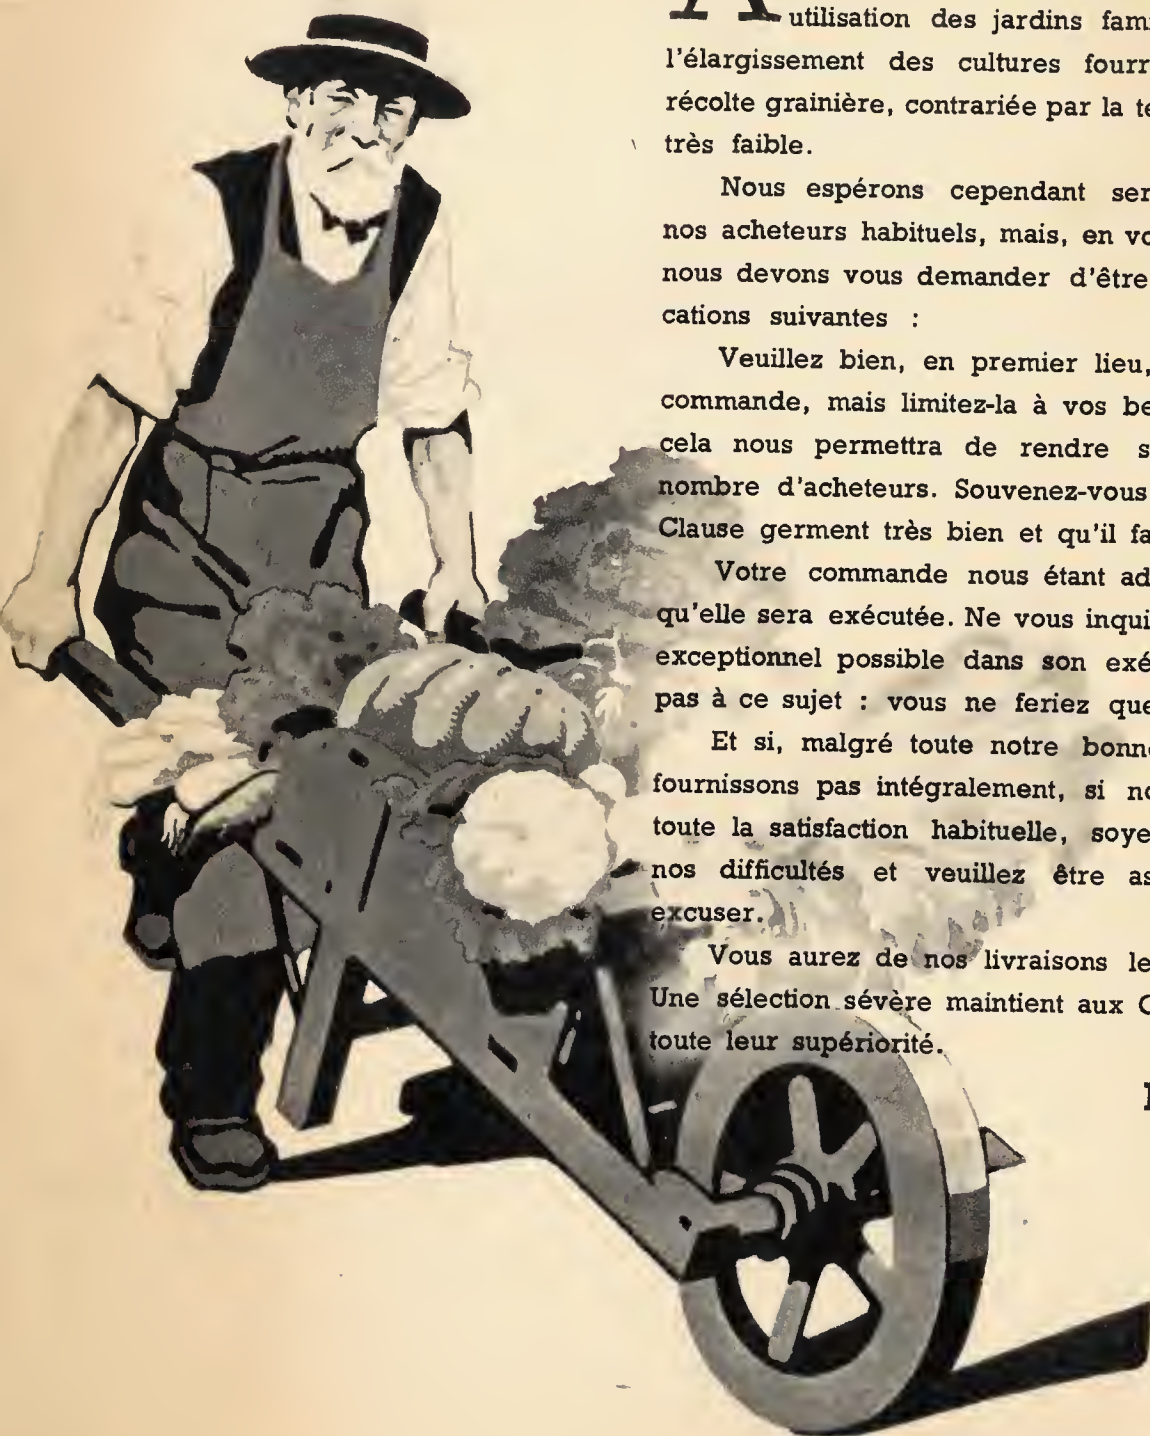 A
utilisation des jardins fam
l'élargissement des cultures fourr
récolte grainière, contrariée par la te
très faible.
Nous espérons cependant ser
nos acheteurs habituels, mais, en vo
nous devons vous demander d'être
cations suivantes :
Veuillez bien, en premier lieu,
commande, mais limitez-la à vos be
cela nous permettra de rendre s
nombre d'acheteurs. Souvenez-vous
Clause germent très bien et qu'il fa
Votre commande nous étant ad
qu'elle sera exécutée. Ne vous inqui
exceptionnel possible dans son exé
pas à ce sujet : vous ne feriez que
Et si, malgré toute notre bonn
fournissons pas intégralement, si no
toute la satisfaction habituelle, soye
nos difficultés et veuillez être as
excuser.
Vous aurez de nos livraisons le
Une sélection sévère maintient aux C
toute leur supériorité.